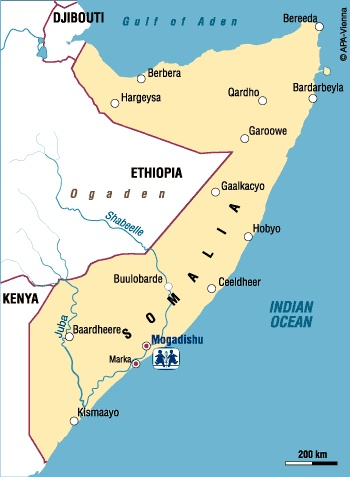 DJIBOUTI
Gulf of Aden
Bereeda
© APA-Vienna
Berbera
Hargeysa
Qardho
Bardarbeyla
Garoowe
ETHIOPIA
Ogaden
Gaalkacyo
Shabeelle
Hobyo
SOMALIA
Buulobarde
Ceeldheer
KENYA
INDIAN
OCEAN
Juba
Baardheere
Mogadishu
Marka
Kismaayo
200 km